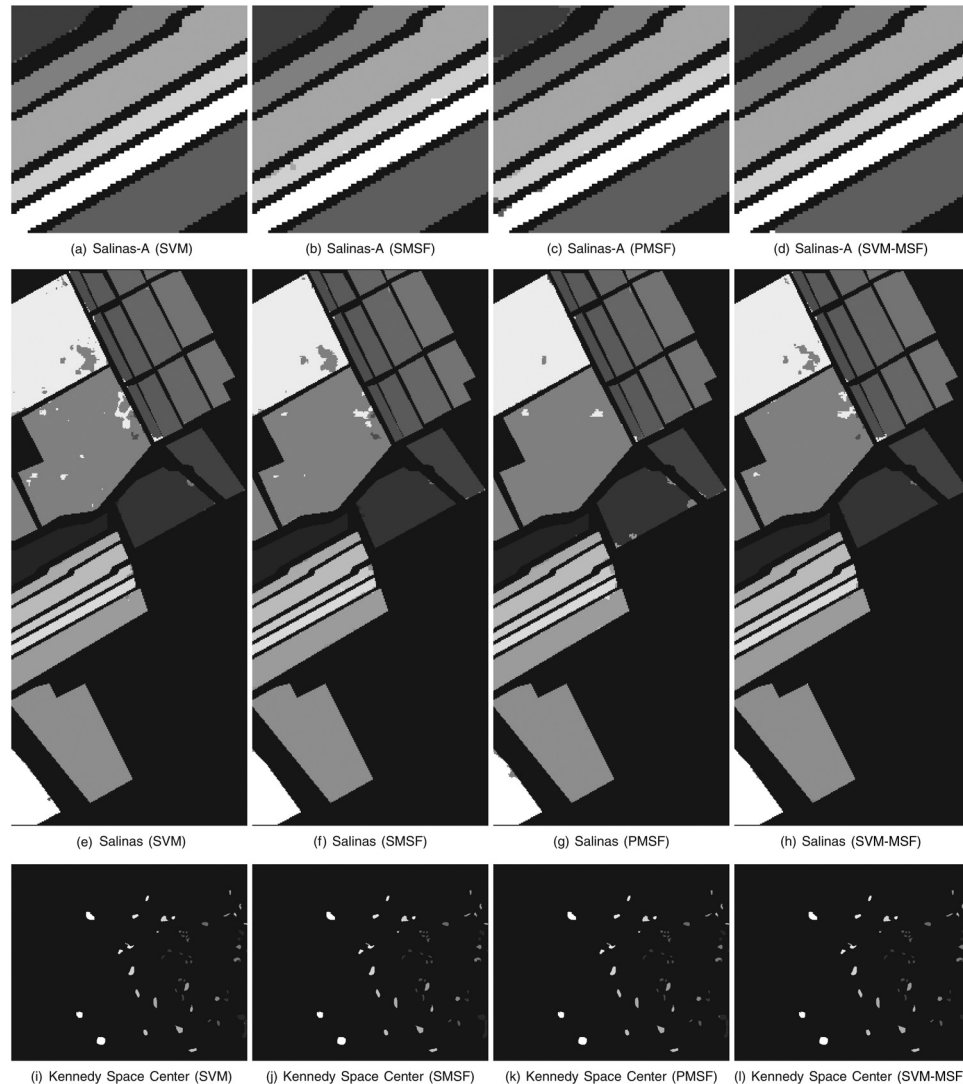 (a) Salinas-A (SVM)
(b) Salinas-A (SMSF)
(c) Salinas-A (PMSF)
(d) Salinas-A (SVM-MSF)
(e) Salinas (SVM)
(f) Salinas (SMSF)
(g) Salinas (PMSF)
(h) Salinas (SVM-MSF)
(i) Kennedy Space Center (SVM)
(j) Kennedy Space Center (SMSF)
(k) Kennedy Space Center (PMSF)
(l) Kennedy Space Center (SVM-MSF)